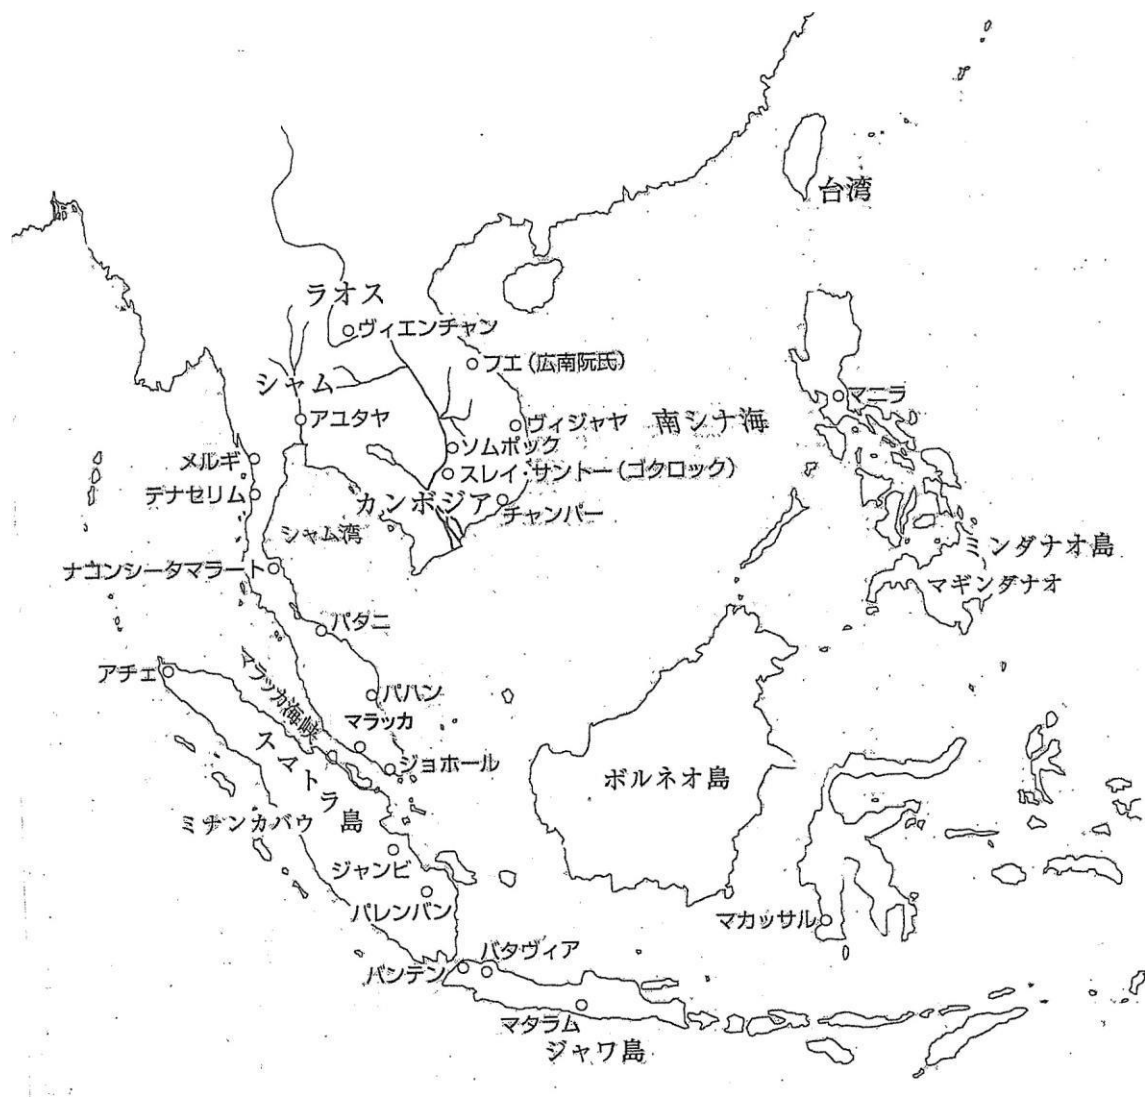 台湾
ラオス
ヴィエンチャン
フエ(広南阮氏)
シャム
マニラ
アユタヤ
ヴィジャヤ
南シナ海
ソムポック
メルギ
スレイ・サントー(ゴクロック)
テナセリム
カンボジア
チャンパー
シャム湾
ミンダナオ島
ナコンシータマラート
マギンダナオ
パタニ
アチェ
マラッカ海峡
パハン
マラッカ
スマトラ島
ジョホール
ボルネオ島
ミナンカバウ
ジャンビ
パレンバン
マカッサル
バタヴィア
バンテン
マタラム
ジャワ島